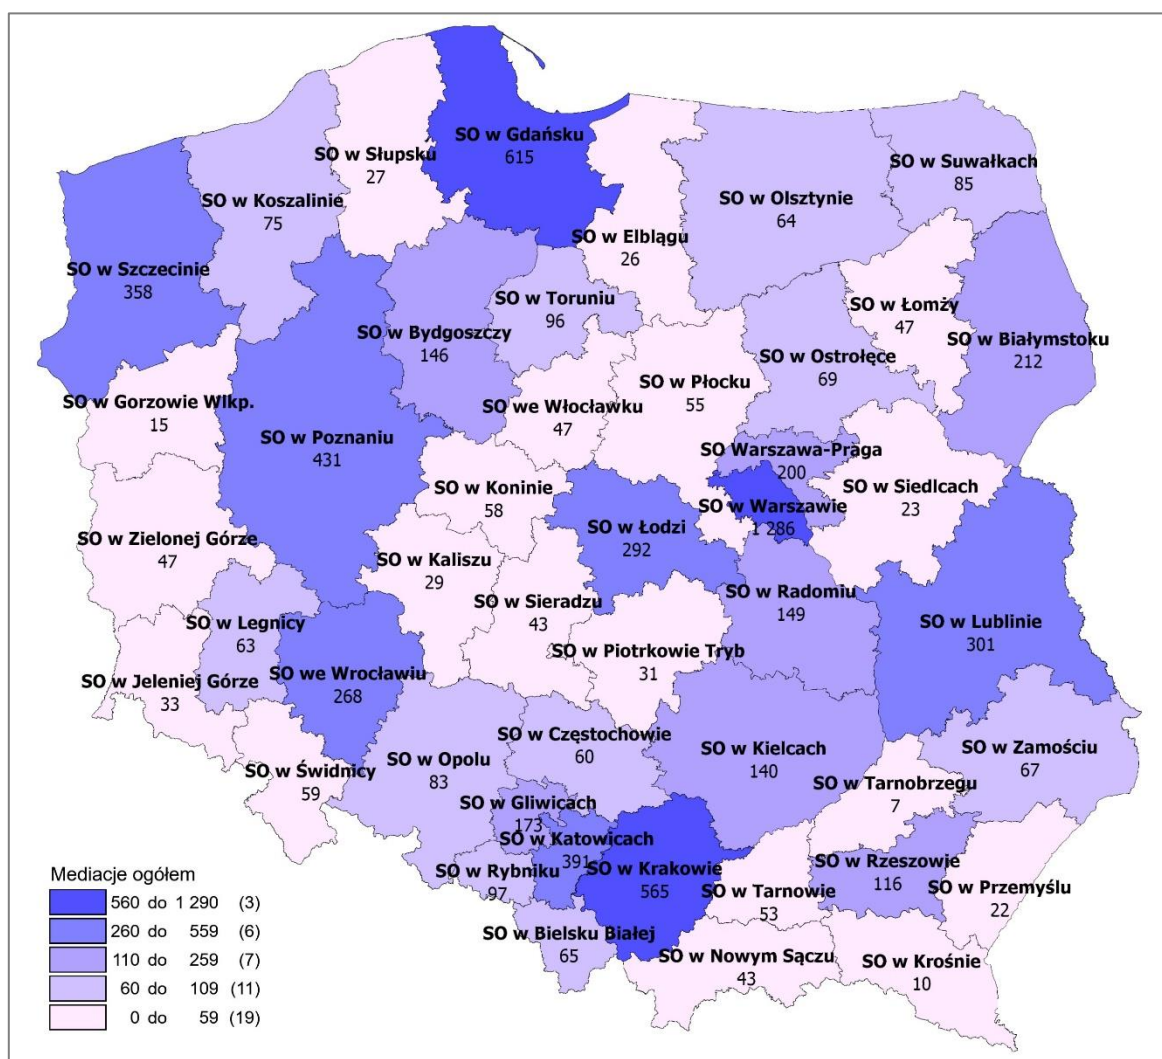 SO w Gdańsku
615
SO w Słupsku
27
SO w Suwałkach
85
SO w Koszalinie
75
SO w Olsztynie
64
SO w Elblągu
26
SO w Szczecinie
358
SO w Toruniu
96
SO w Łomży
47
SO w Bydgoszczy
146
SO w Białymstoku
212
SO w Ostrołęce
69
SO w Płocku
55
SO w Gorzowie Wlkp.
15
SO we Włocławku
47
SO w Poznaniu
431
SO Warszawa-Praga
200
SO w Koninie
58
SO w Siedlcach
23
SO w Warszawie
1 286
SO w Łodzi
292
SO w Zielonej Górze
47
SO w Kaliszu
29
SO w Radomiu
149
SO w Sieradzu
43
SO w Legnicy
63
SO w Lublinie
301
SO w Piotrkowie Tryb
31
SO we Wrocławiu
268
SO w Jeleniej Górze
33
SO w Częstochowie
60
SO w Kielcach
140
SO w Zamościu
67
SO w Opolu
83
SO w Świdnicy
59
SO w Tarnobrzegu
7
SO w Gliwicach
173
SO w Katowicach
391
SO w Rybniku
97
SO w Krakowie
565
SO w Rzeszowie
116
SO w Tarnowie
53
SO w Przemyślu
22
SO w Bielsku Białej
65
SO w Nowym Sączu
43
SO w Krośnie
10
Mediacje ogółem
560 do 1 290 (3)
260 do 559 (6)
110 do 259 (7)
60 do 109 (11)
0 do 59 (19)